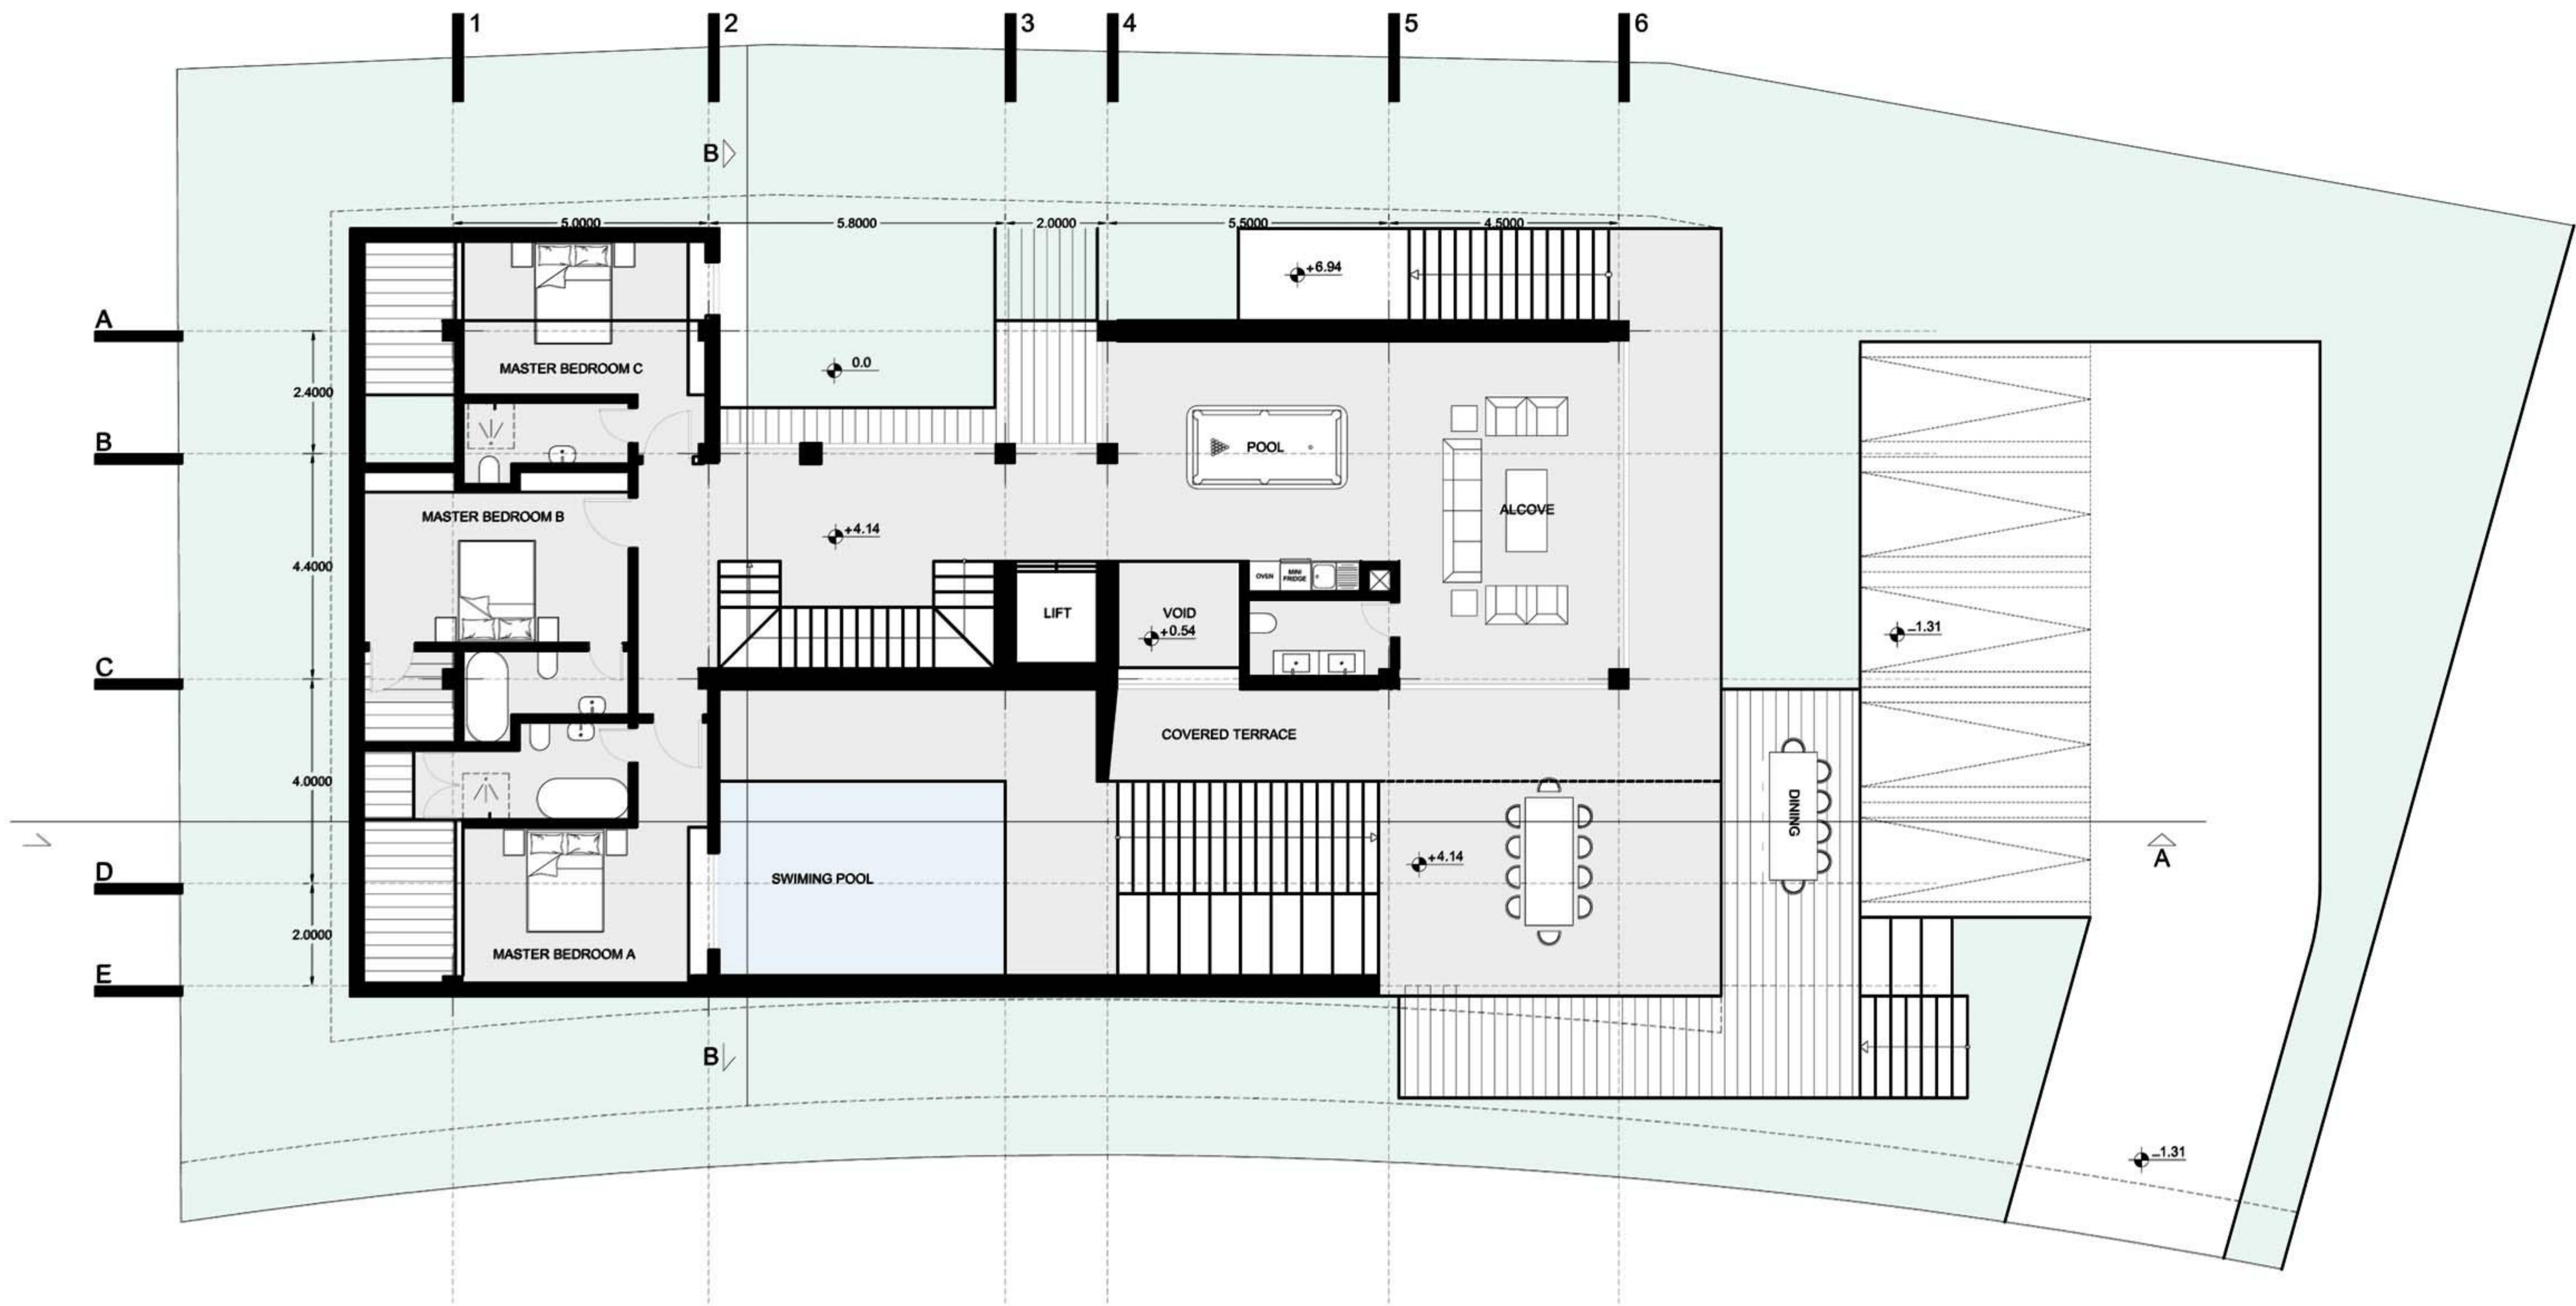 1
2
3
4
5
6
B
5.0000
5.8000
2.0000
5.5000
4.5000
+6.94
A
MASTER BEDROOM C
0.0
2.4000
B
POOL
MASTER BEDROOM B
ALCOVE
+4.14
4.4000
OVEN
MINI
FRIDGE
LIFT
VOID
+0.54
–1.31
C
COVERED TERRACE
4.0000
DINING
+4.14
A
D
SWIMING POOL
2.0000
MASTER BEDROOM A
E
B
–1.31